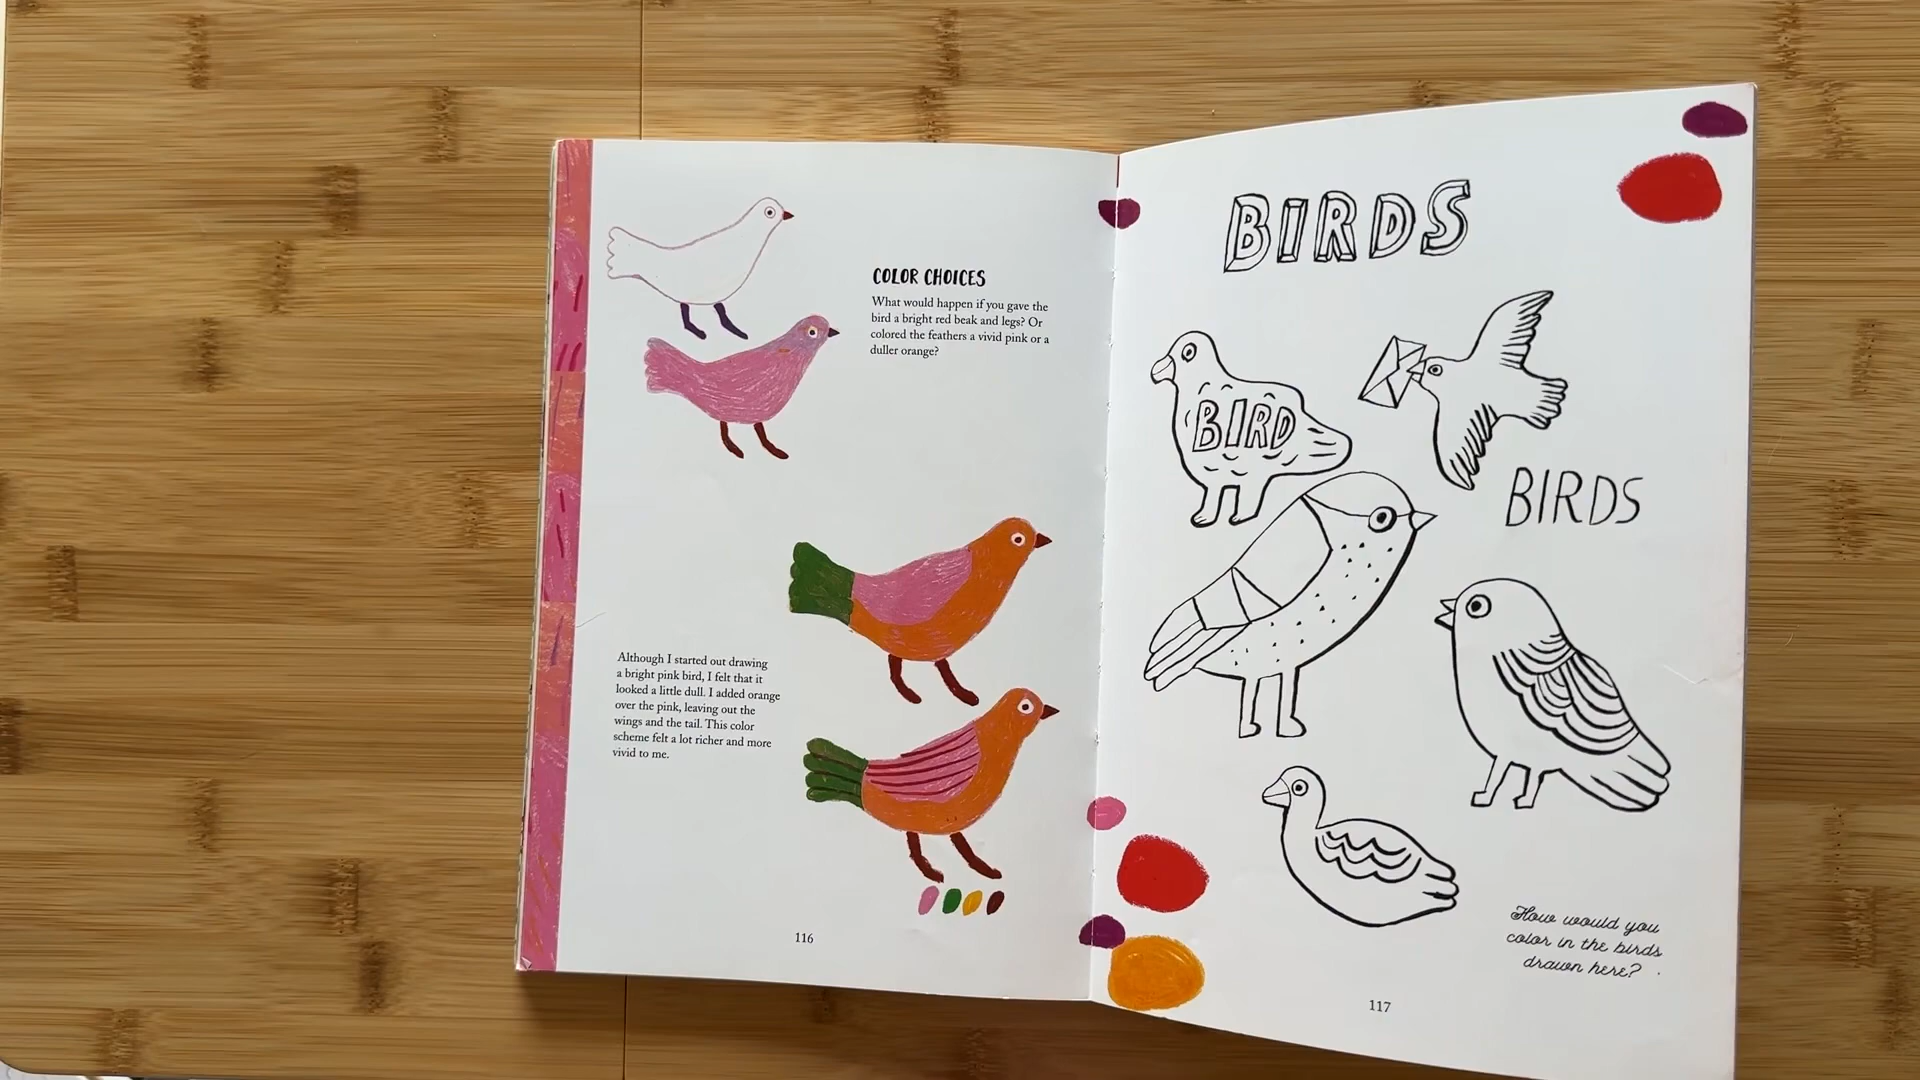 COLOR CHOICES
What would happen if you gave the
bird a bright red beak and legs? Or
colored the feathers a vivid pink or a
duller orange?
Although I started out drawing
a bright pink bird, I felt that it
looked a little dull. I added orange
over the pink, leaving out the
wings and the tail. This color
scheme felt a lot richer and more
vivid to me.
116
BIRDS
BIRD
BIRDS
How would you
color in the birds
drawn here?
117